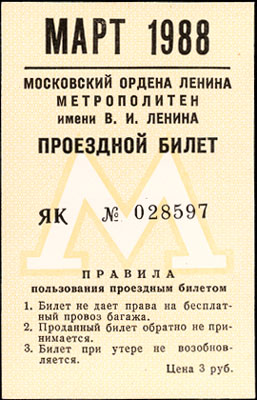 МАРТ 1988
МОСКОВСКИЙ ОРДЕНА ЛЕНИНА
МЕТРОПОЛИТЕН
имени В. И. ЛЕНИНА
ПРОЕЗДНОЙ БИЛЕТ
М
ЯК № 028597
ПРАВИЛА
пользования проездным билетом
1. Билет не дает права на бесплат-
ный провоз багажа.
2. Проданный билет обратно не при-
нимается.
3. Билет при утере не возобнов-
ляется.
Цена 3 руб.